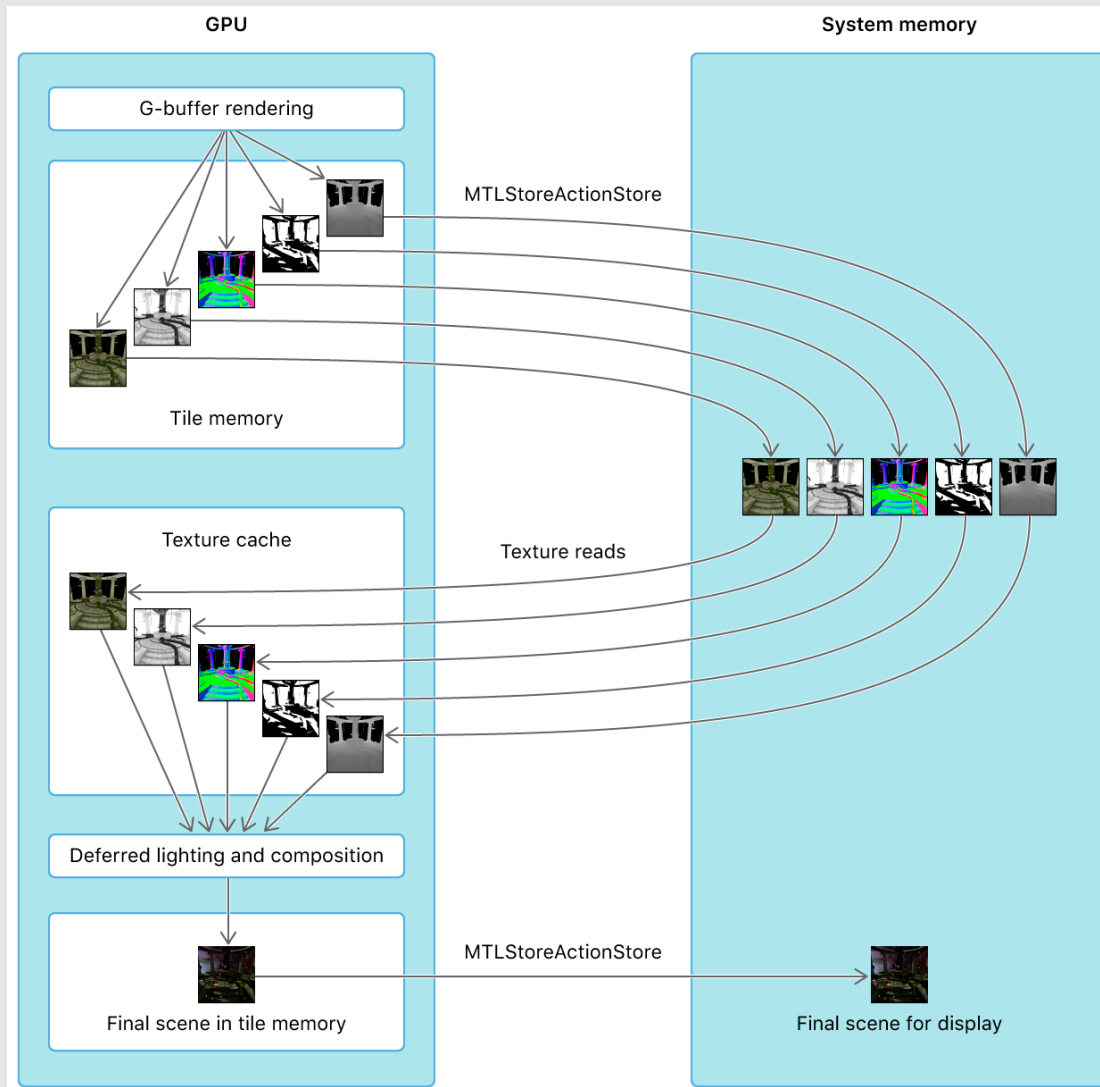 GPU
System memory
G-buffer rendering
MTLStoreActionStore
Tile memory
Texture cache
Texture reads
Deferred lighting and composition
MTLStoreActionStore
Final scene in tile memory
Final scene for display